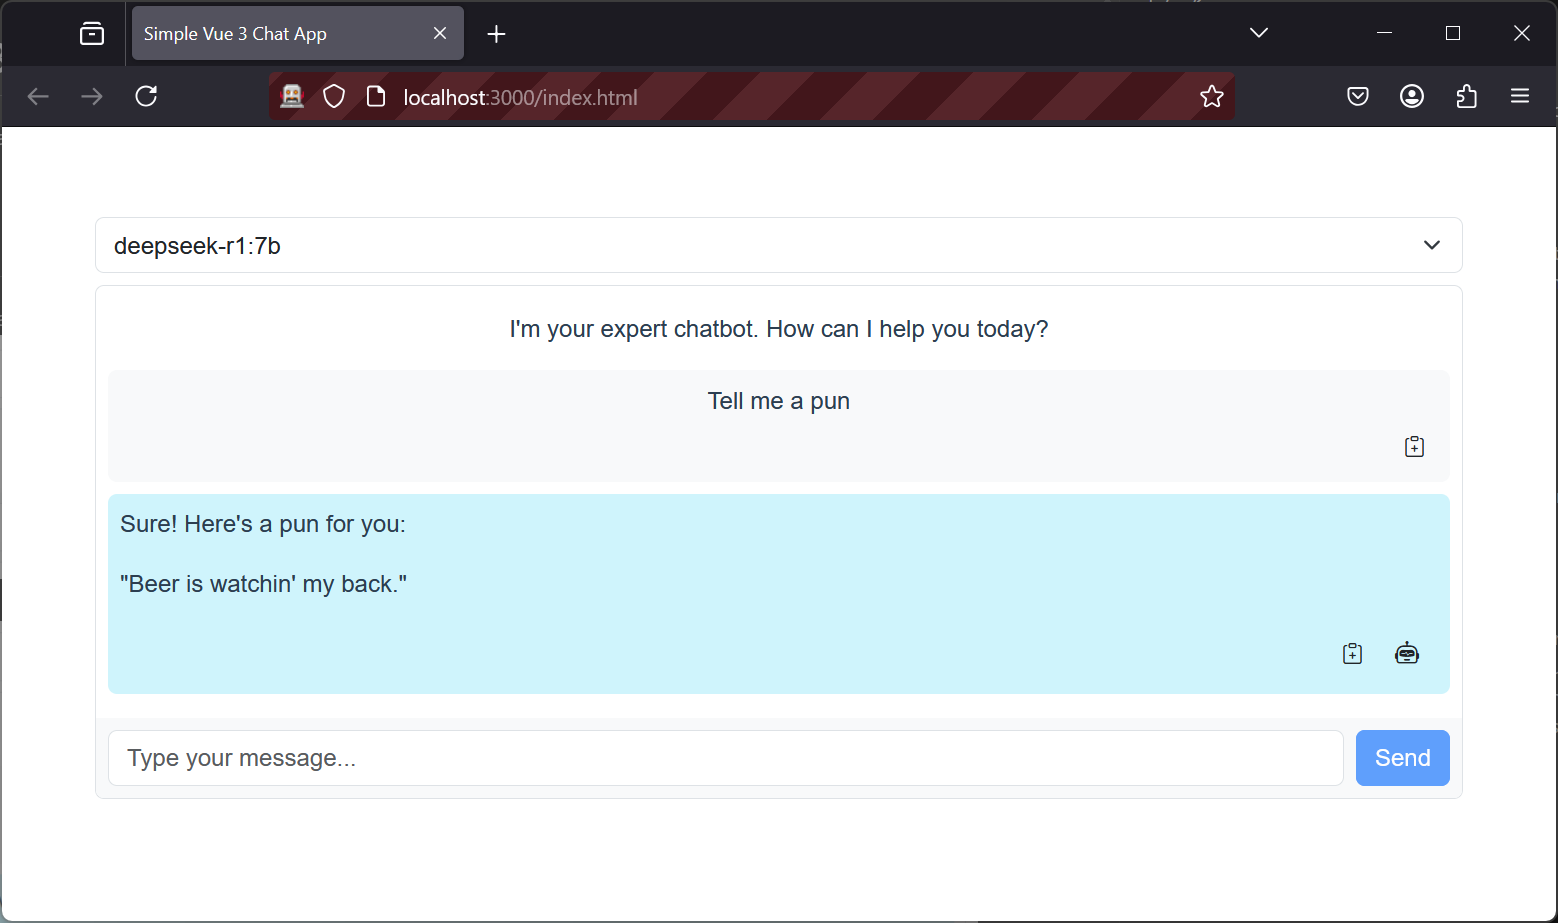 Simple Vue 3 Chat App
localhost:3000/index.html
deepseek-r1:7b
I'm your expert chatbot. How can I help you today?
Tell me a pun
Sure! Here's a pun for you:
"Beer is watchin' my back."
Type your message...
Send